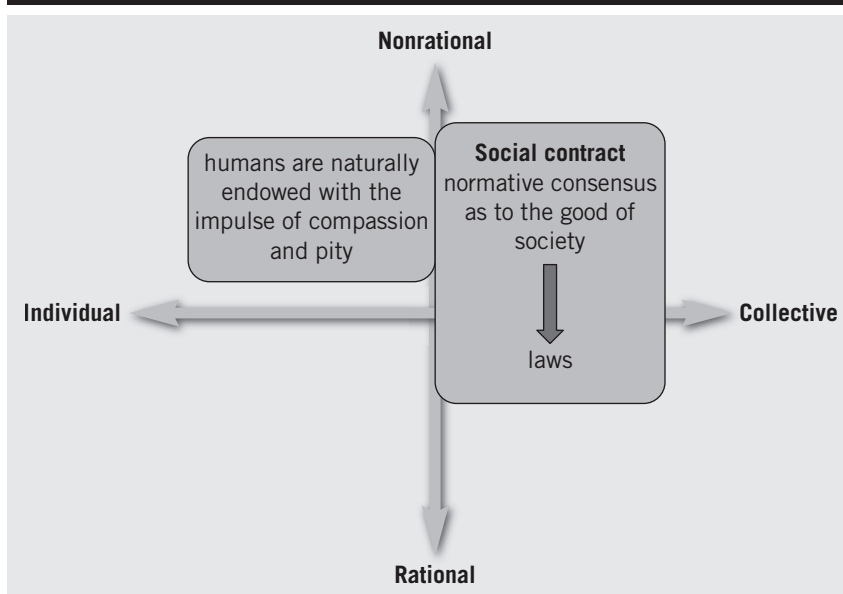 Nonrational
humans are naturally
endowed with the
impulse of compassion
and pity
Social contract
normative consensus
as to the good of
society
laws
Individual
Collective
Rational